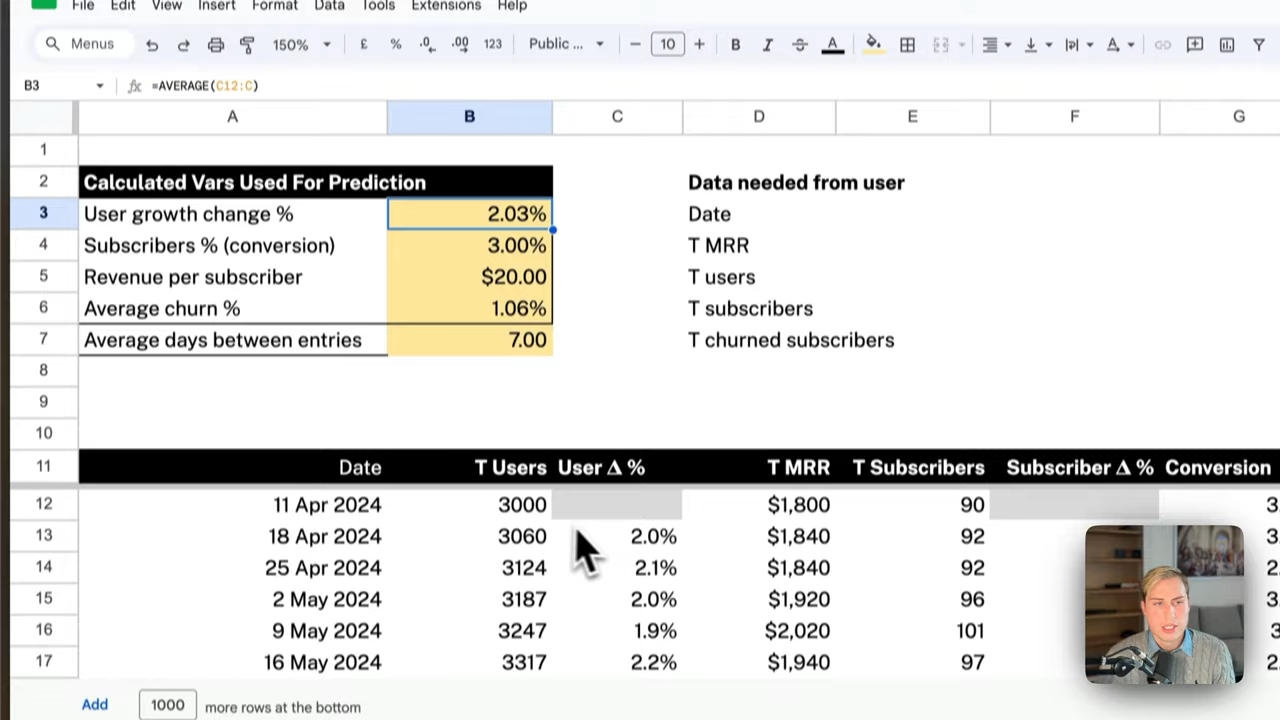 File Edit View Insert Format Data Tools Extensions Help
Menus 150% £ % .0 .00 123 Public ... 10 B I A
B3 fx =AVERAGE(C12:C)
A B C D E F G
1
2 Calculated Vars Used For Prediction Data needed from user
3 User growth change % 2.03% Date
4 Subscribers % (conversion) 3.00% T MRR
5 Revenue per subscriber $20.00 T users
6 Average churn % 1.06% T subscribers
7 Average days between entries 7.00 T churned subscribers
8
9
10
11 Date T Users User Δ % T MRR T Subscribers Subscriber Δ % Conversion
12 11 Apr 2024 3000 $1,800 90 3.
13 18 Apr 2024 3060 2.0% $1,840 92 3.
14 25 Apr 2024 3124 2.1% $1,840 92 2.
15 2 May 2024 3187 2.0% $1,920 96 3.
16 9 May 2024 3247 1.9% $2,020 101 3
17 16 May 2024 3317 2.2% $1,940 97 2.
Add 1000 more rows at the bottom